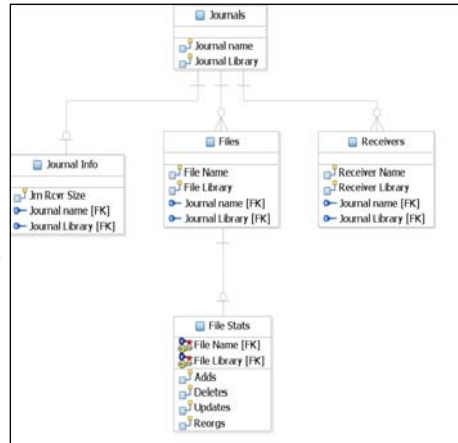 Journals
Journal name
Journal Library
Journal Info
Jrn Rcvr Size
Journal name [FK]
Journal Library [FK]
Files
File Name
File Library
Journal name [FK]
Journal Library [FK]
Receivers
Receiver Name
Receiver Library
Journal name [FK]
Journal Library [FK]
File Stats
File Name [FK]
File Library [FK]
Adds
Deletes
Updates
Reorgs